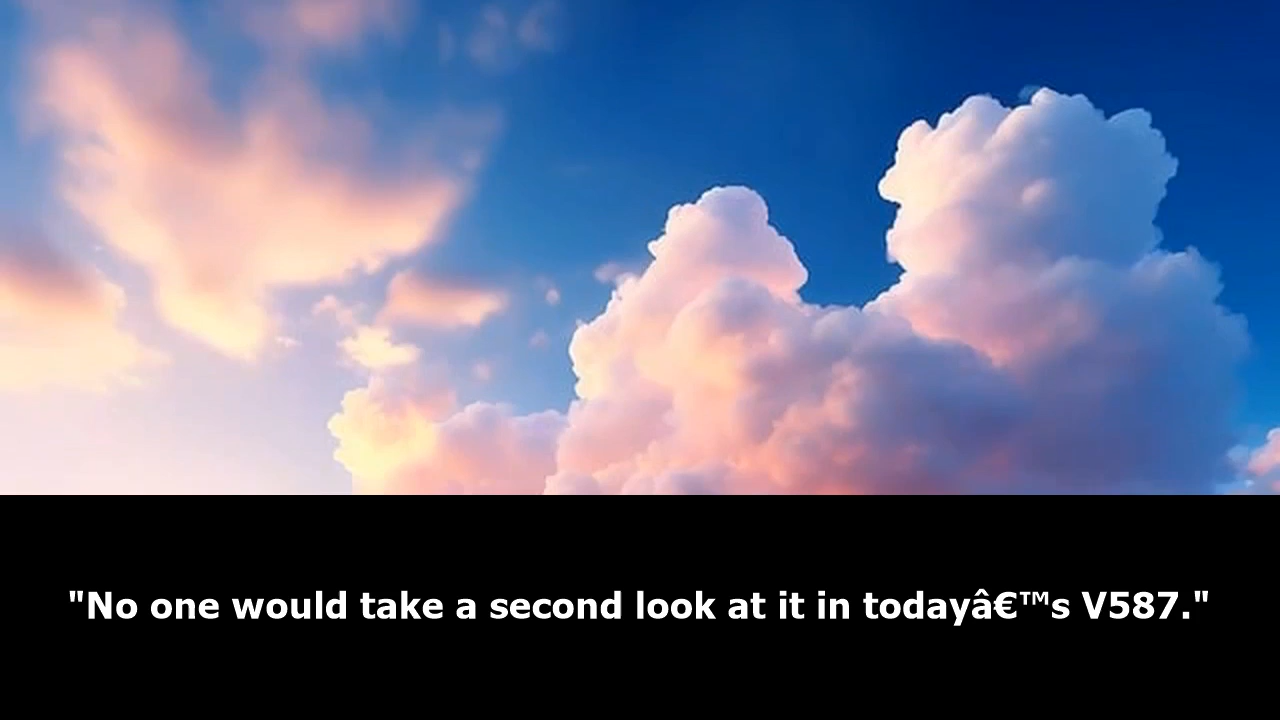 "No one would take a second look at it in todayâ€™s V587."